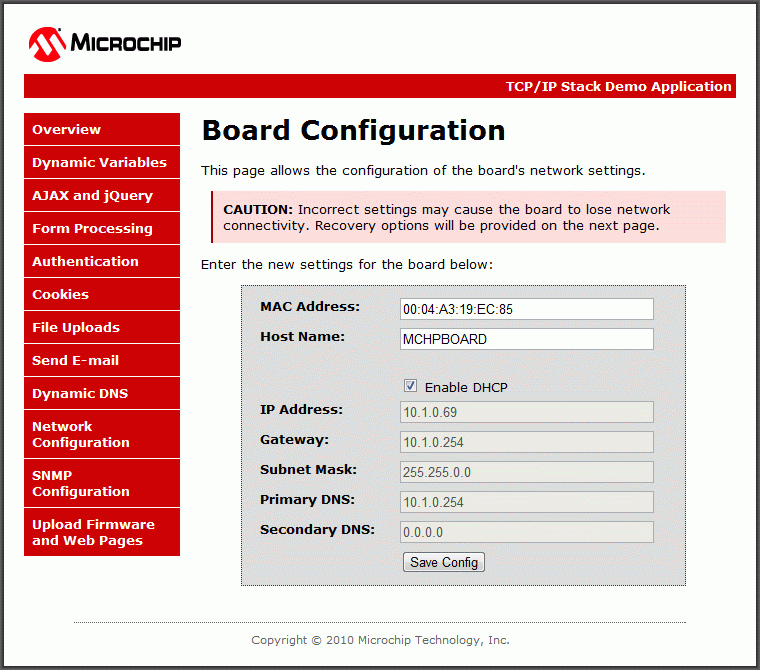 MICROCHIP
TCP/IP Stack Demo Application
Overview
Dynamic Variables
AJAX and jQuery
Form Processing
Authentication
Cookies
File Uploads
Send E-mail
Dynamic DNS
Network
Configuration
SNMP
Configuration
Upload Firmware
and Web Pages
Board Configuration
This page allows the configuration of the board's network settings.
CAUTION: Incorrect settings may cause the board to lose network
connectivity. Recovery options will be provided on the next page.
Enter the new settings for the board below:
MAC Address: 00:04:A3:19:EC:85
Host Name: MCHPBOARD
Enable DHCP
IP Address: 10.1.0.69
Gateway: 10.1.0.254
Subnet Mask: 255.255.0.0
Primary DNS: 10.1.0.254
Secondary DNS: 0.0.0.0
Save Config
Copyright © 2010 Microchip Technology, Inc.